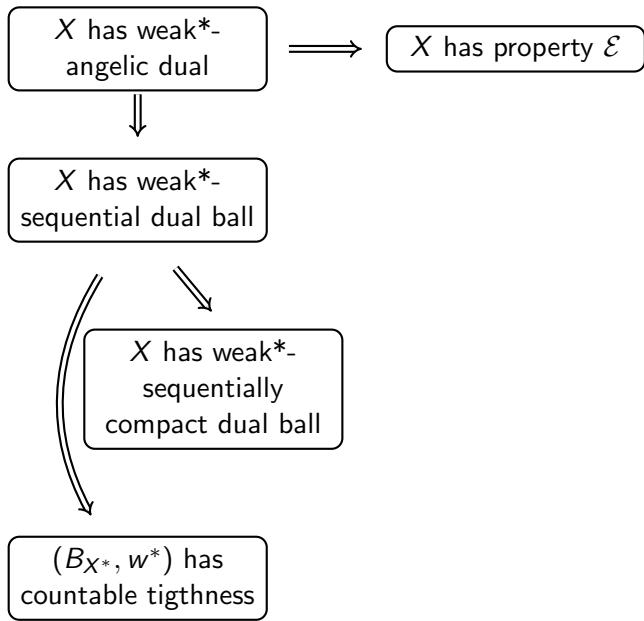 X has weak*-
angelic dual
X has property ℰ
X has weak*-
sequential dual ball
X has weak*-
sequentially
compact dual ball
(B_{X*}, w*) has
countable tigthness